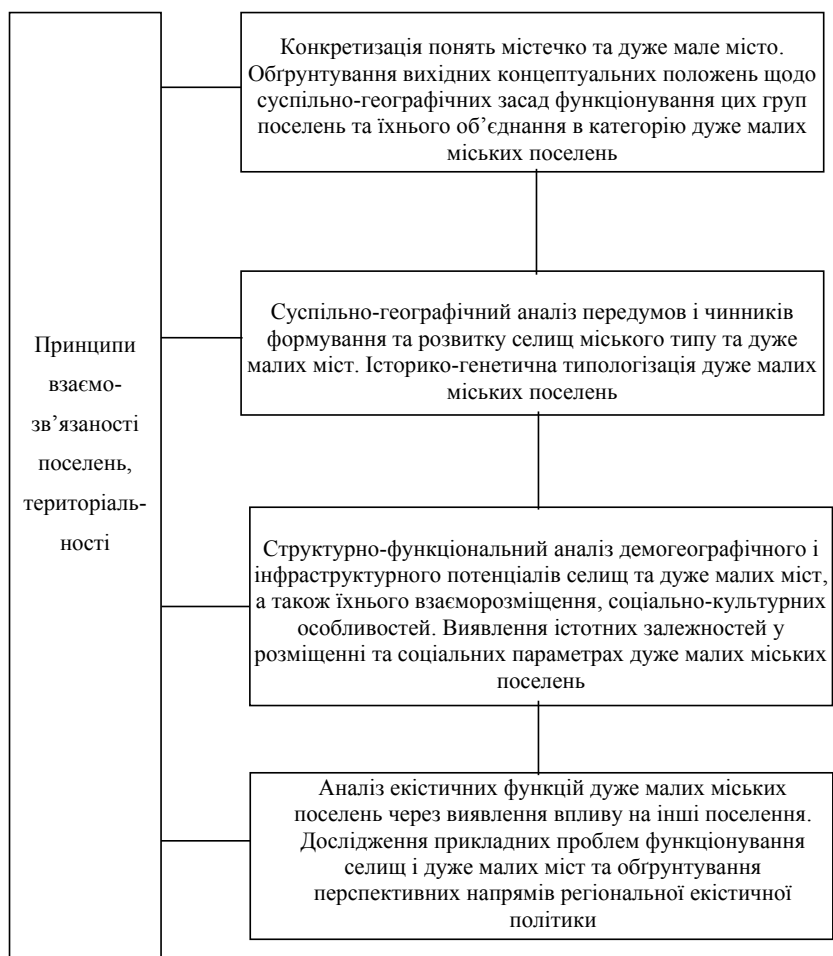 Принципи
взаємо-
зв’язаності
поселень,
територіаль-
ності
Конкретизація понять містечко та дуже мале місто.
Обґрунтування вихідних концептуальних положень щодо
суспільно-географічних засад функціонування цих груп
поселень та їхнього об’єднання в категорію дуже малих
міських поселень
Суспільно-географічний аналіз передумов і чинників
формування та розвитку селищ міського типу та дуже
малих міст. Історико-генетична типологізація дуже малих
міських поселень
Структурно-функціональний аналіз демогеографічного і
інфраструктурного потенціалів селищ та дуже малих міст,
а також їхнього взаєморозміщення, соціально-культурних
особливостей. Виявлення істотних залежностей у
розміщенні та соціальних параметрах дуже малих міських
поселень
Аналіз екістичних функцій дуже малих міських
поселень через виявлення впливу на інші поселення.
Дослідження прикладних проблем функціонування
селищ і дуже малих міст та обґрунтування
перспективних напрямів регіональної екістичної
політики